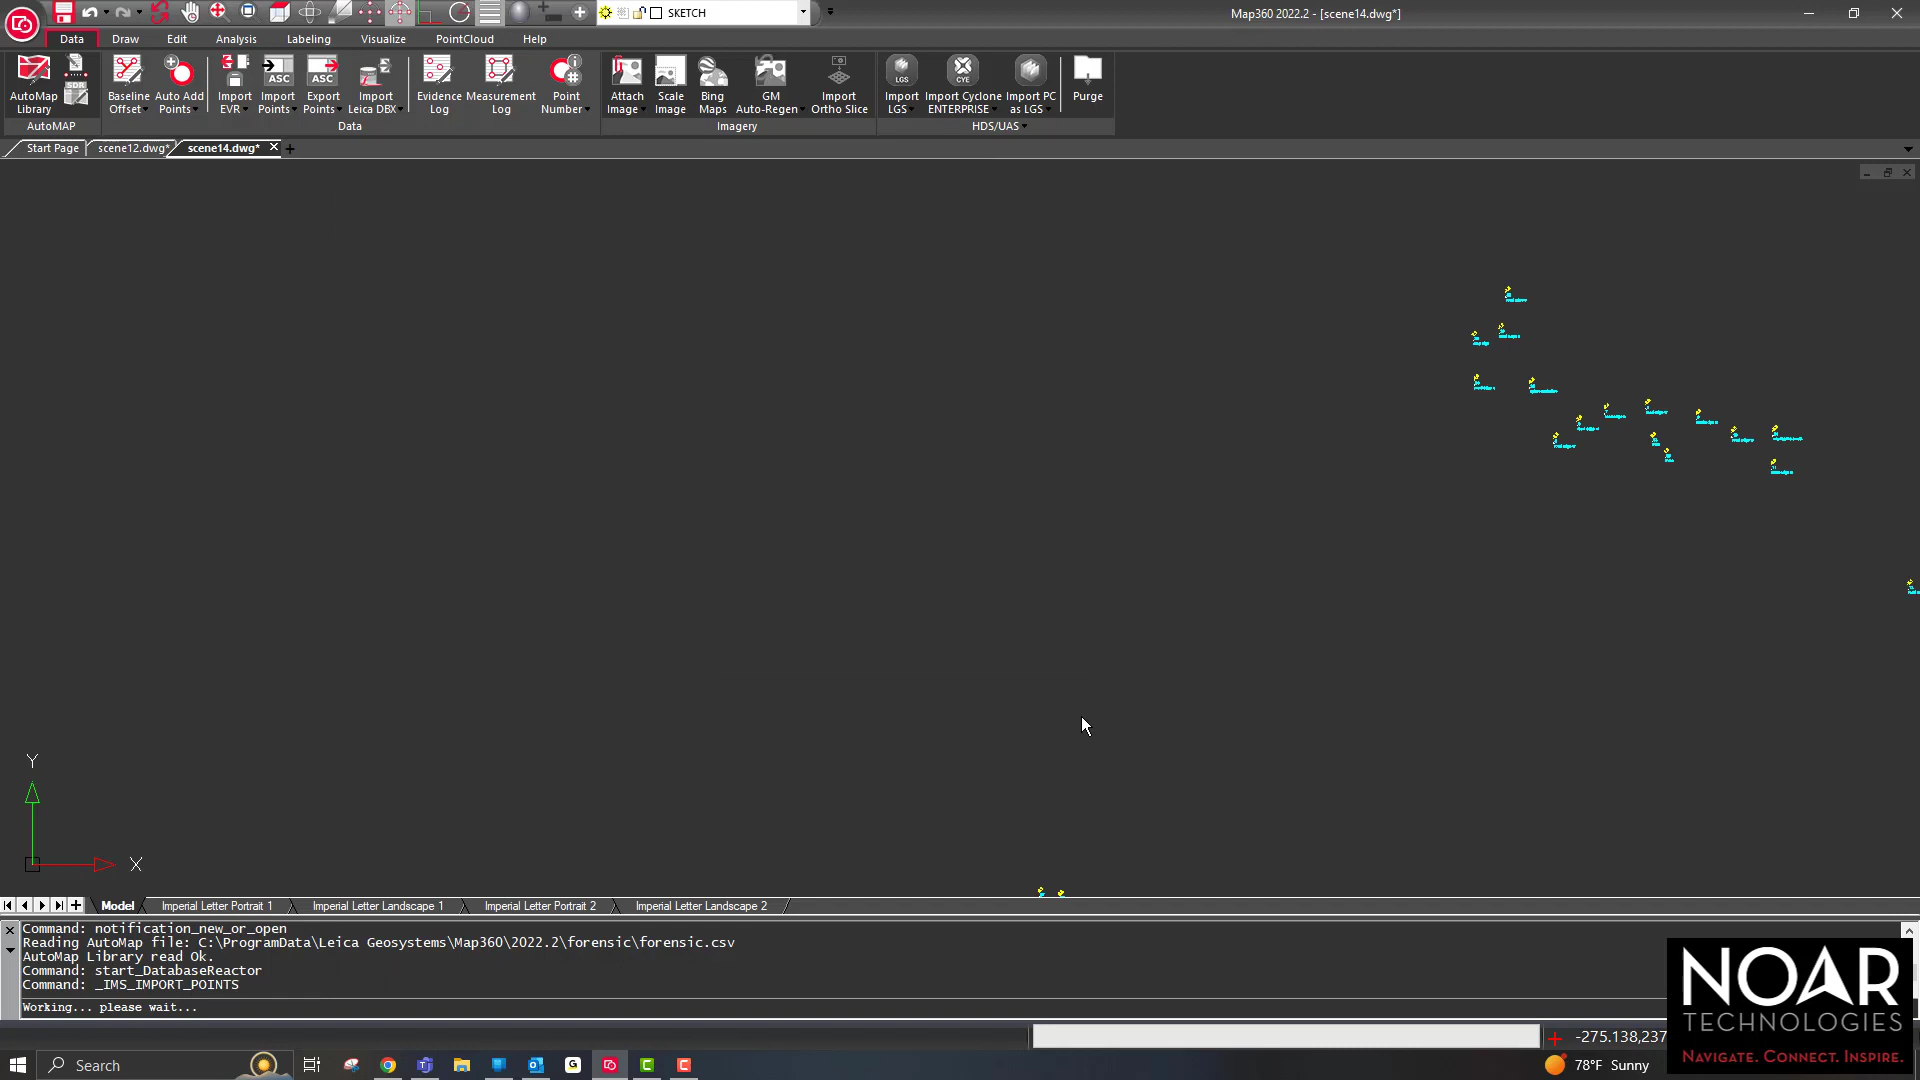 SKETCH
Map360 2022.2 - [scene14.dwg*]
Data Draw Edit Analysis Labeling Visualize PointCloud Help
SDR ASC ASC LGS CYE
AutoMap Library
Baseline Offset
Auto Add Points
Import EVR
Import Points
Export Points
Import Leica DBX
Evidence Log
Measurement Log
Point Number
Attach Image
Scale Image
Bing Maps
GM Auto-Regen
Import Ortho Slice
Import LGS
Import Cyclone ENTERPRISE
Import PC as LGS
Purge
AutoMAP Data Imagery HDS/UAS
Start Page scene12.dwg* scene14.dwg*
Y
X
Model Imperial Letter Portrait 1 Imperial Letter Landscape 1 Imperial Letter Portrait 2 Imperial Letter Landscape 2
Command: notification_new_or_open
Reading AutoMap file: C:\ProgramData\Leica Geosystems\Map360\2022.2\forensic\forensic.csv
AutoMap Library read Ok.
Command: start_DatabaseReactor
Command: _IMS_IMPORT_POINTS
Working... please wait...
-275.138,237
NOAR
TECHNOLOGIES
NAVIGATE. CONNECT. INSPIRE.
Search
78°F Sunny